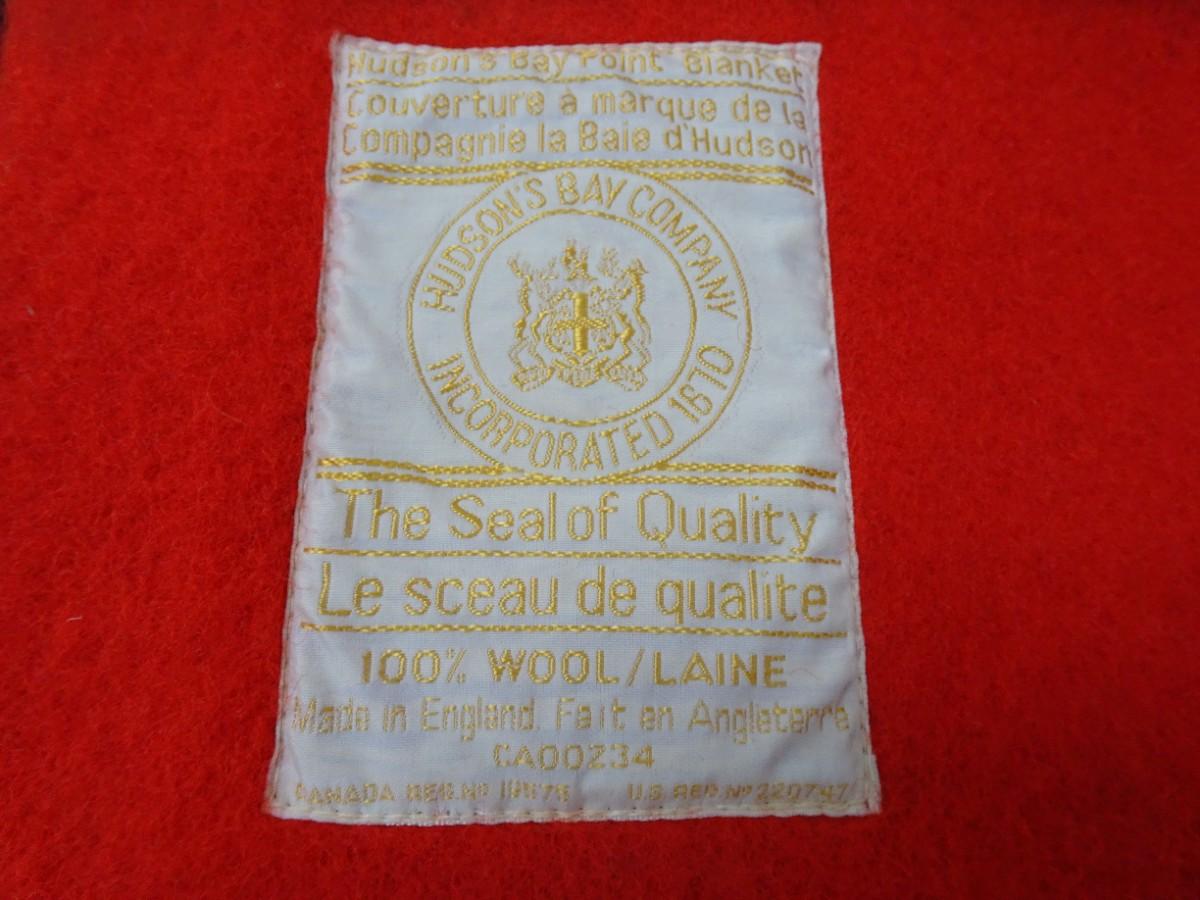 Hudson's Bay Point Blanket
Couverture à marque de la
Compagnie la Baie d'Hudson
HUDSON'S BAY COMPANY
INCORPORATED 1670
The Seal of Quality
Le sceau de qualite
100% WOOL/LAINE
Made in England. Fait en Angleterre
CA00234
CANADA REG. Nº U.S. REG. Nº 220747